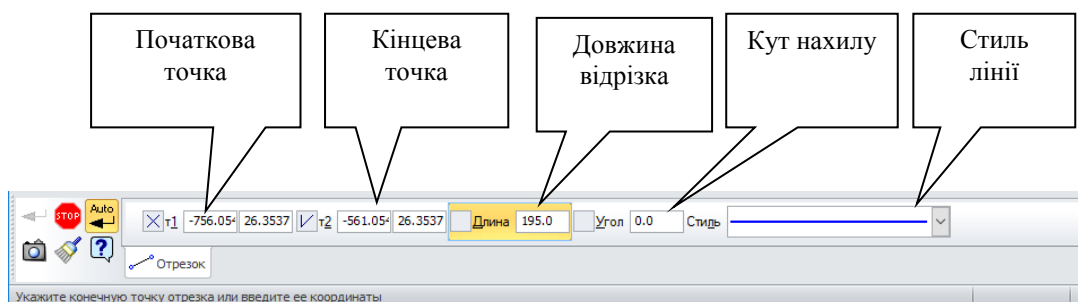 Початкова
точка
Кінцева
точка
Довжина
відрізка
Кут нахилу
Стиль
лінії
STOP
Auto
т1 -756.054 26.3537 т2 -561.054 26.3537 Длина 195.0 Угол 0.0 Стиль
Отрезок
Укажите конечную точку отрезка или введите ее координаты